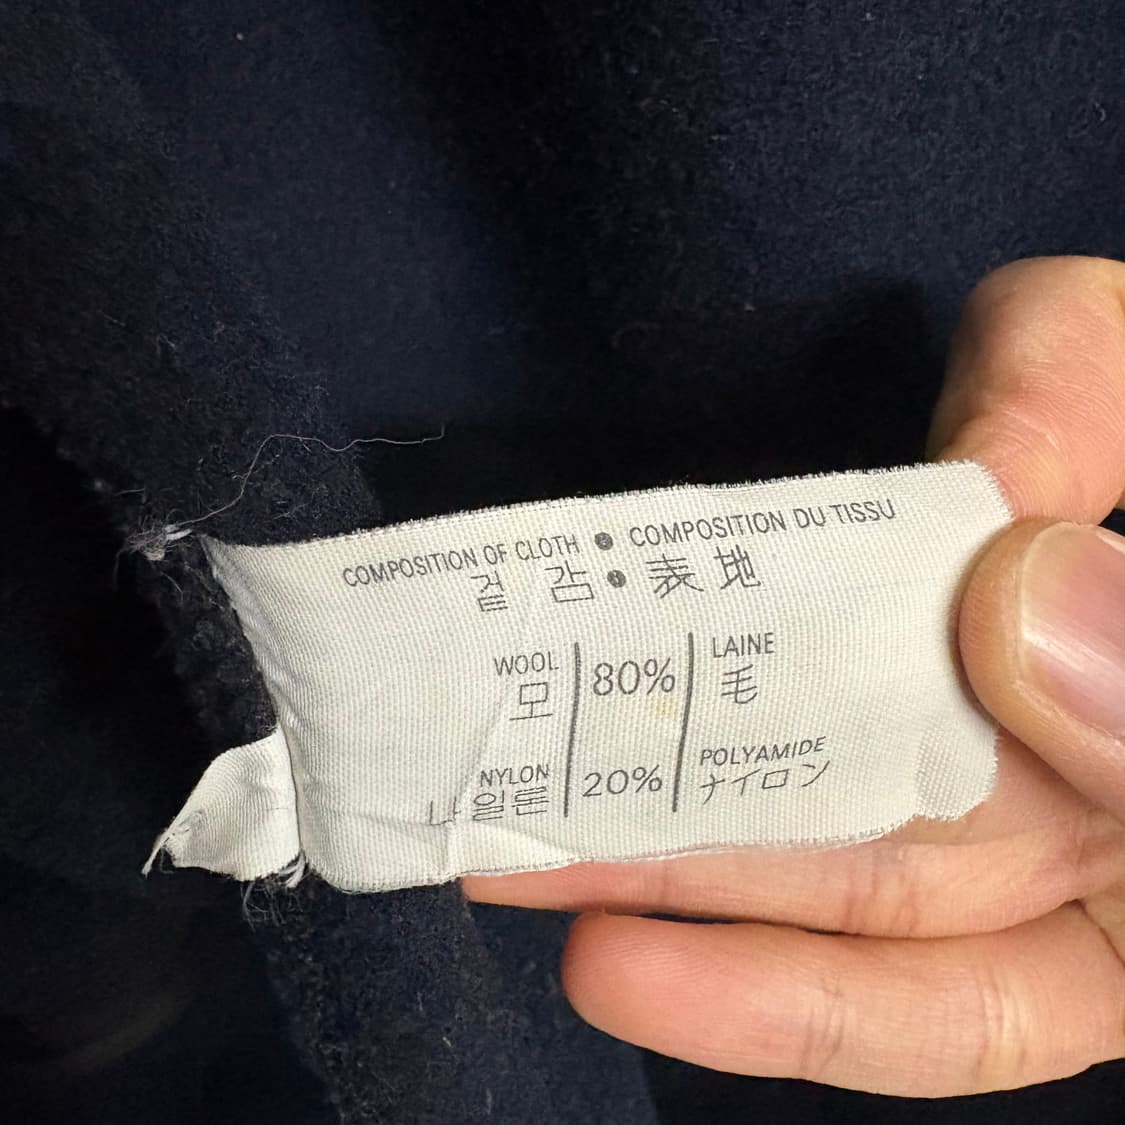 COMPOSITION OF CLOTH ● COMPOSITION DU TISSU
겉 감 ● 表地
WOOL 80% LAINE
모 毛
NYLON 20% POLYAMIDE
나일론 ナイロン